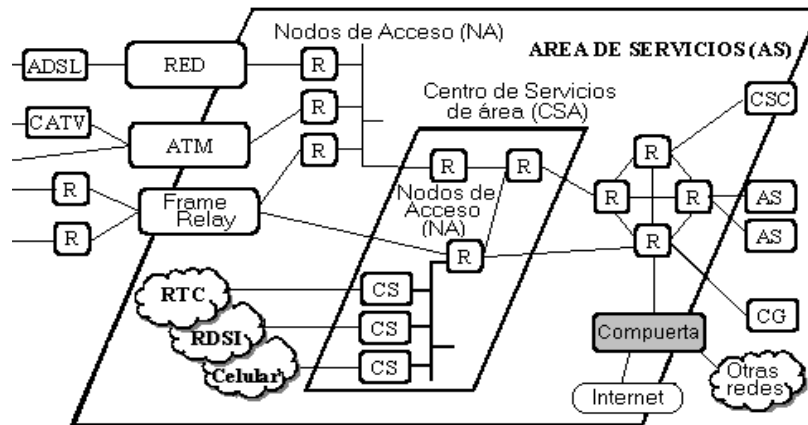 Nodos de Acceso (NA)
AREA DE SERVICIOS (AS)
ADSL
RED
R
CSC
Centro de Servicios
de área (CSA)
CATV
ATM
R
R
R
R
R
R
Nodos de
Acceso
(NA)
R
R
AS
Frame
Relay
R
R
R
AS
RTC
CS
RDSI
CS
CG
Compuerta
Celular
CS
Otras
redes
Internet